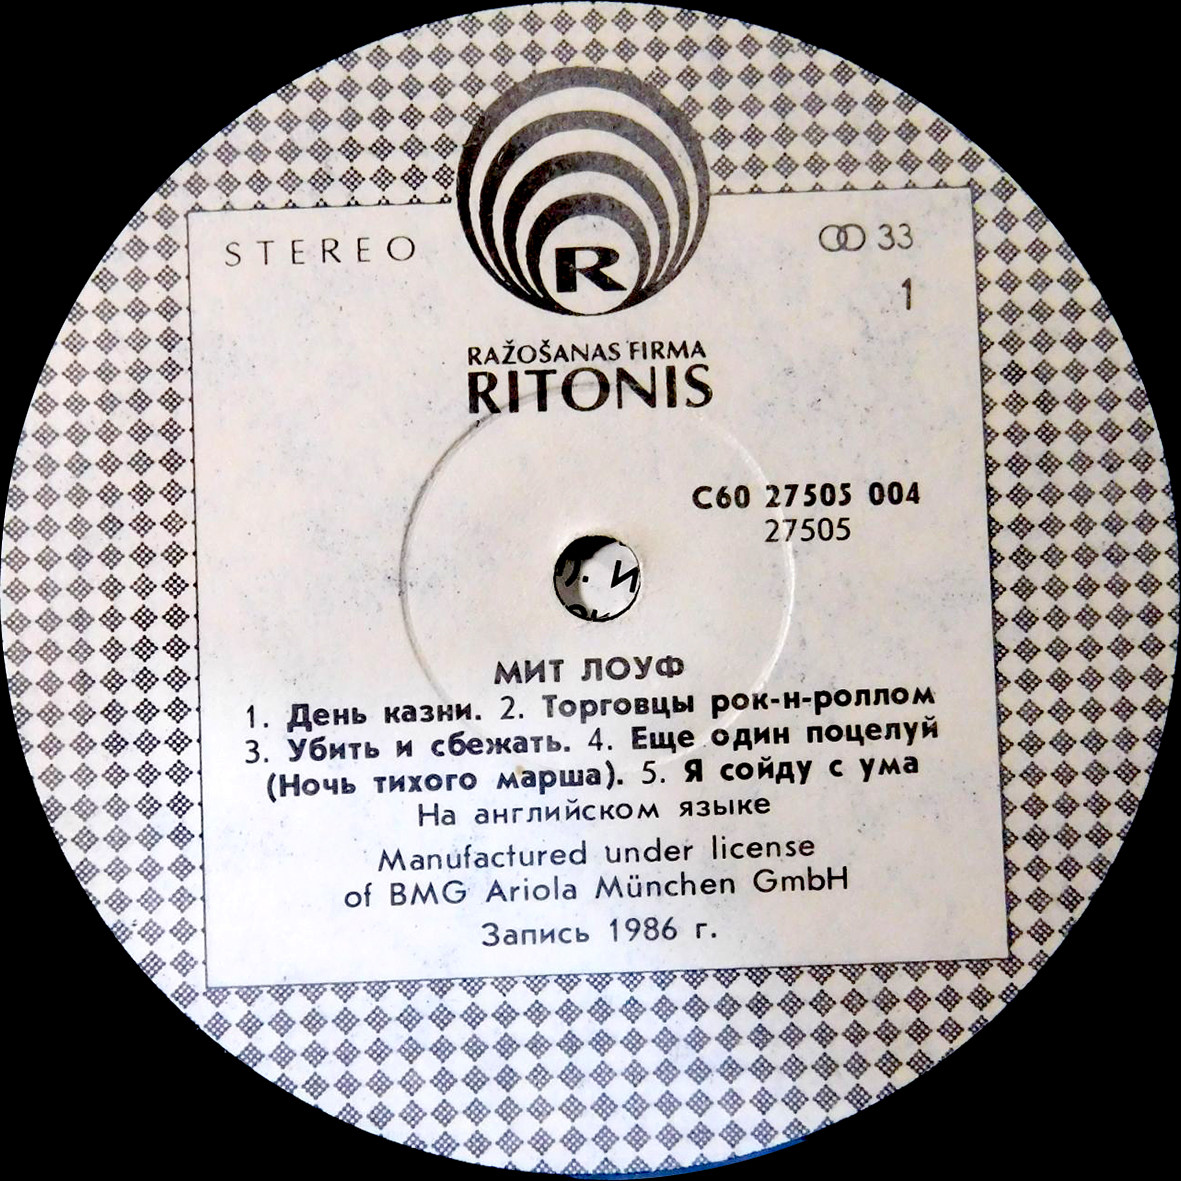 STEREO
33
1
R
RAŽOŠANAS FIRMA
RITONIS
С60 27505 004
27505
МИТ ЛОУФ
1. День казни. 2. Торговцы рок-н-роллом
3. Убить и сбежать. 4. Еще один поцелуй
(Ночь тихого марша). 5. Я сойду с ума
На английском языке
Manufactured under license
of BMG Ariola München GmbH
Запись 1986 г.